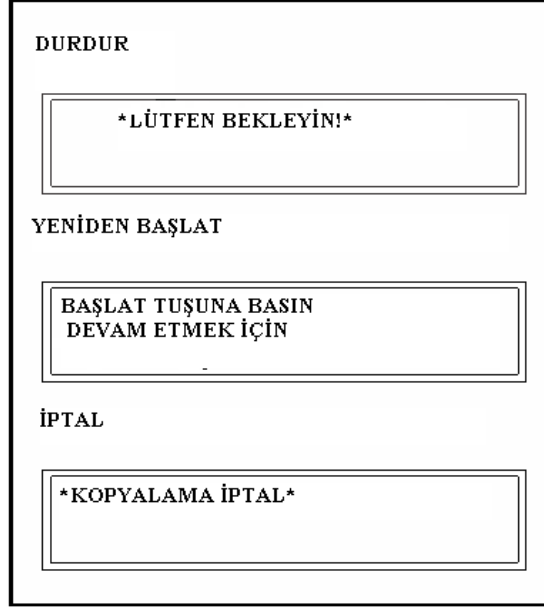 DURDUR
*LÜTFEN BEKLEYİN!*
YENİDEN BAŞLAT
BAŞLAT TUŞUNA BASIN
DEVAM ETMEK İÇİN
-
İPTAL
*KOPYALAMA İPTAL*